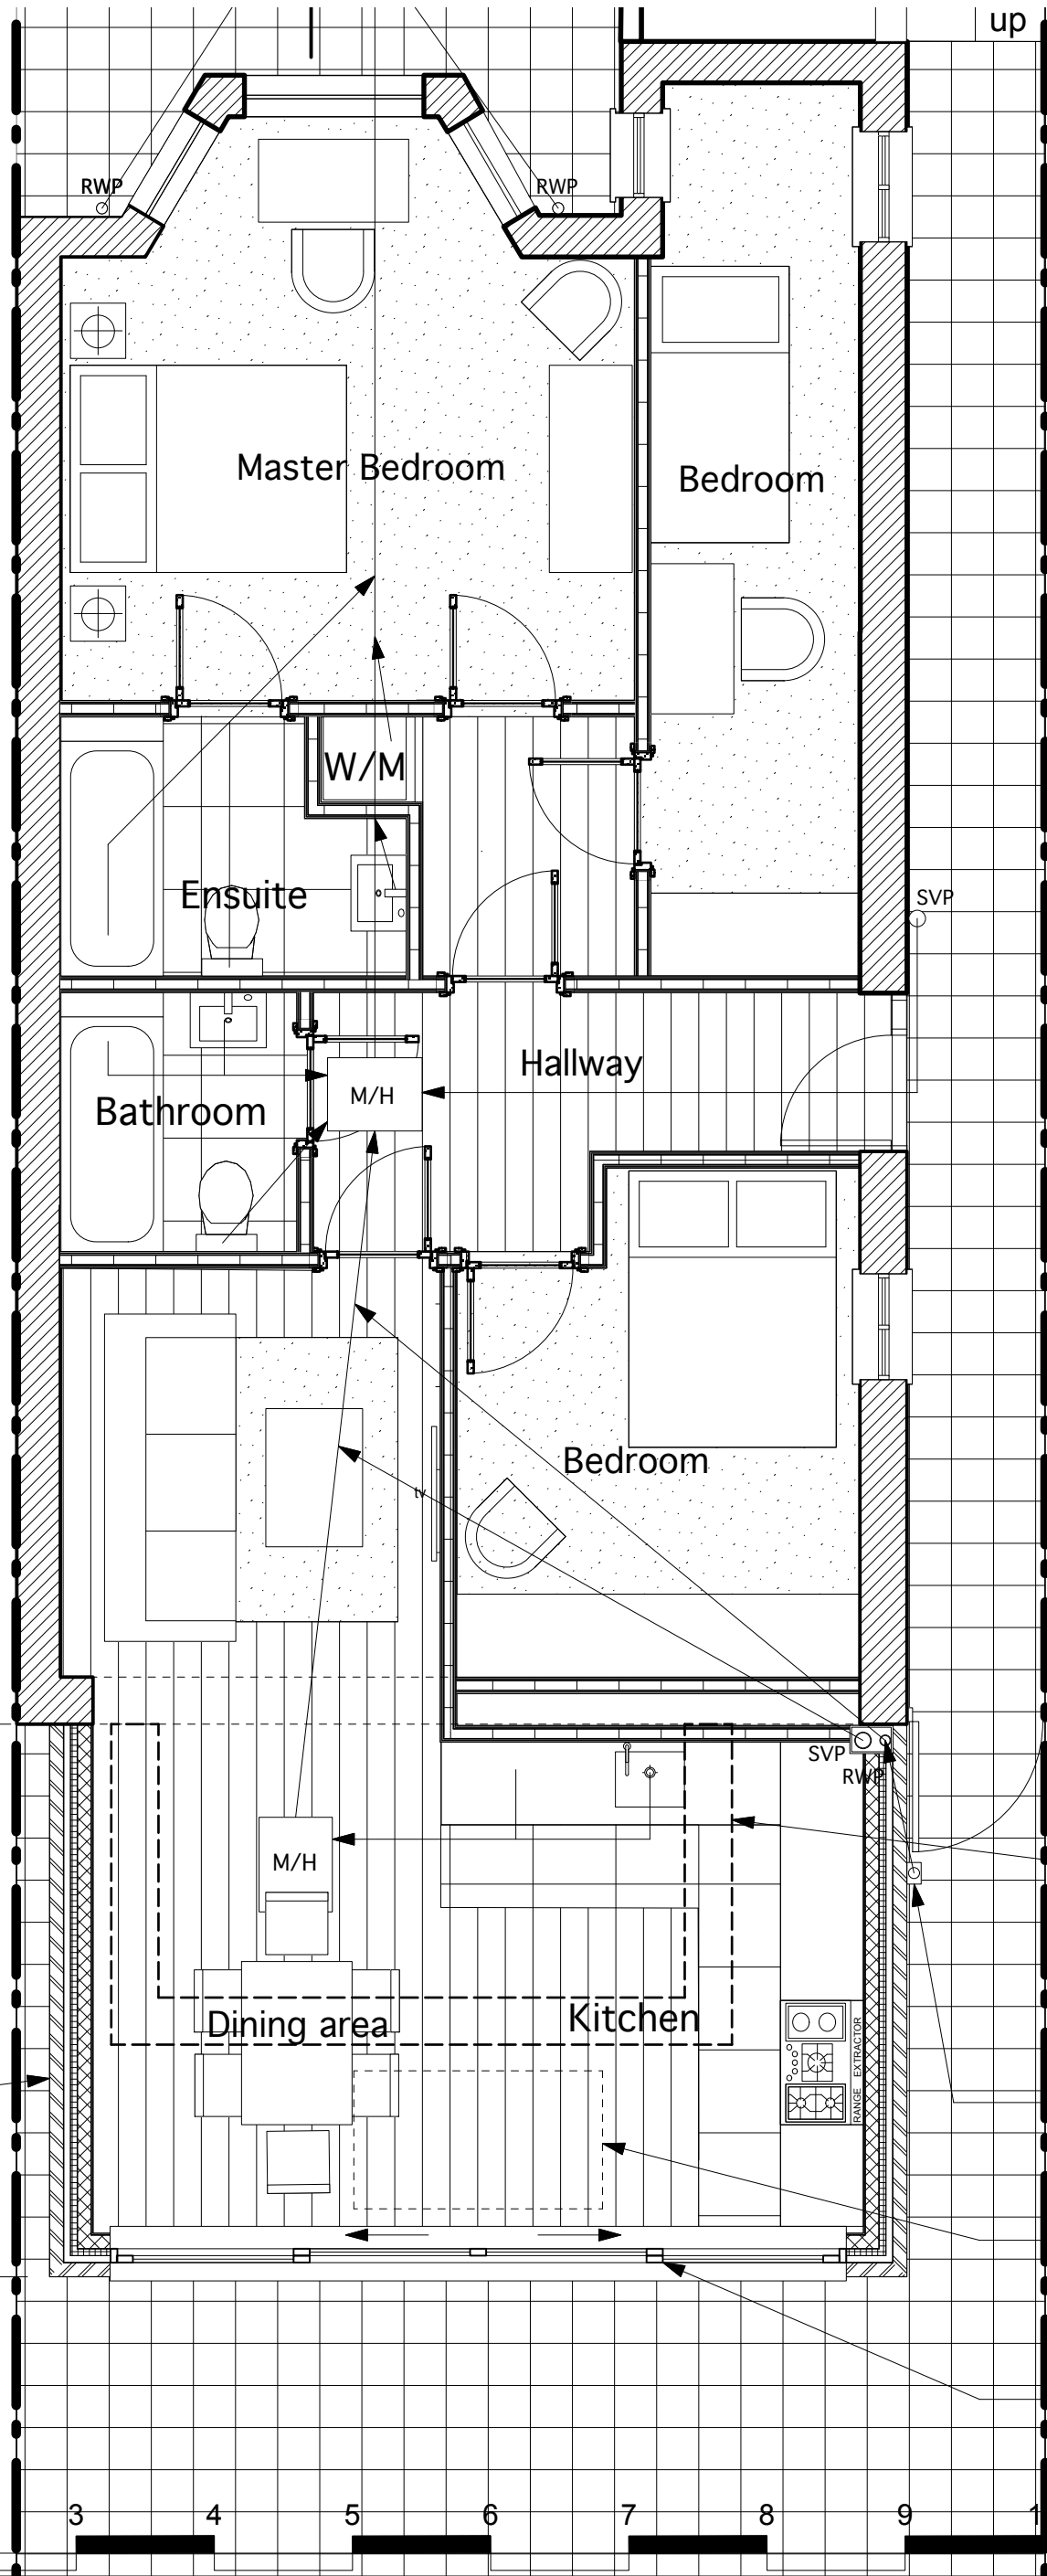 up
RWP
RWP
Master Bedroom
Bedroom
W/M
Ensuite
SVP
Hallway
M/H
Bathroom
Bedroom
tv
SVP
RWP
M/H
Dining area
Kitchen
RANGE EXTRACTOR
3 4 5 6 7 8 9 1